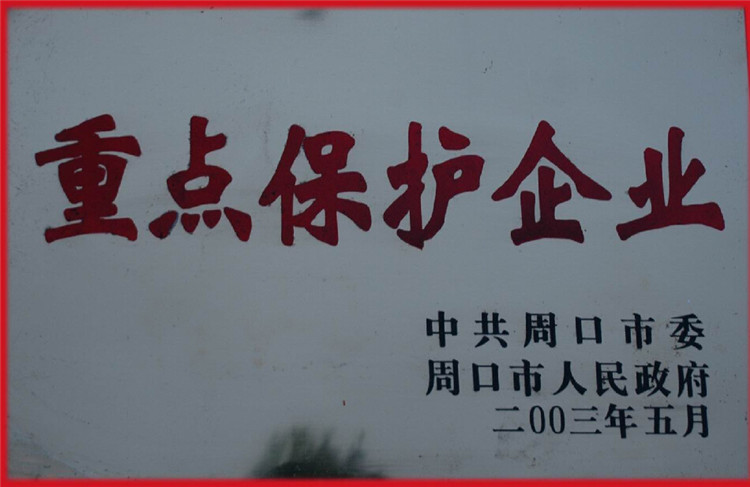 重点保护企业
中共周口市委
周口市人民政府
二00三年五月